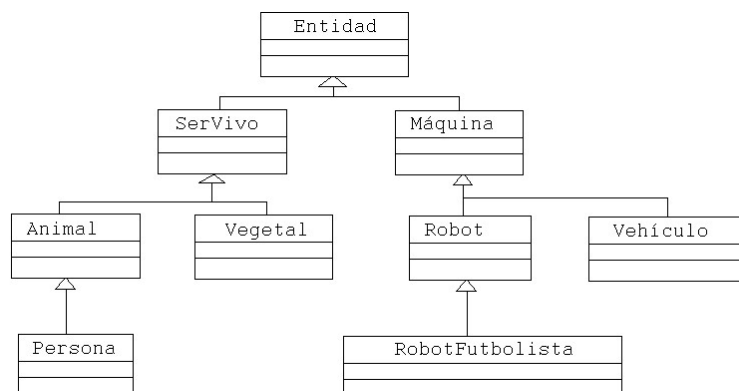 Entidad
SerVivo
Máquina
Animal
Vegetal
Robot
Vehículo
Persona
RobotFutbolista